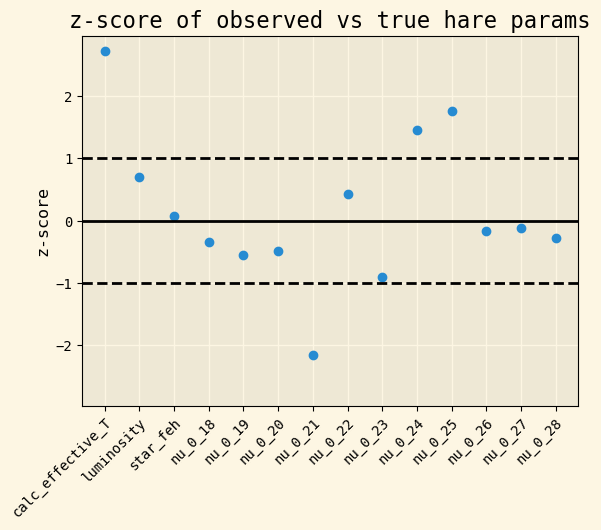 z-score of observed vs true hare params
z-score
2
1
0
−1
−2
calc_effective_T
luminosity
star_feh
nu_0_18
nu_0_19
nu_0_20
nu_0_21
nu_0_22
nu_0_23
nu_0_24
nu_0_25
nu_0_26
nu_0_27
nu_0_28